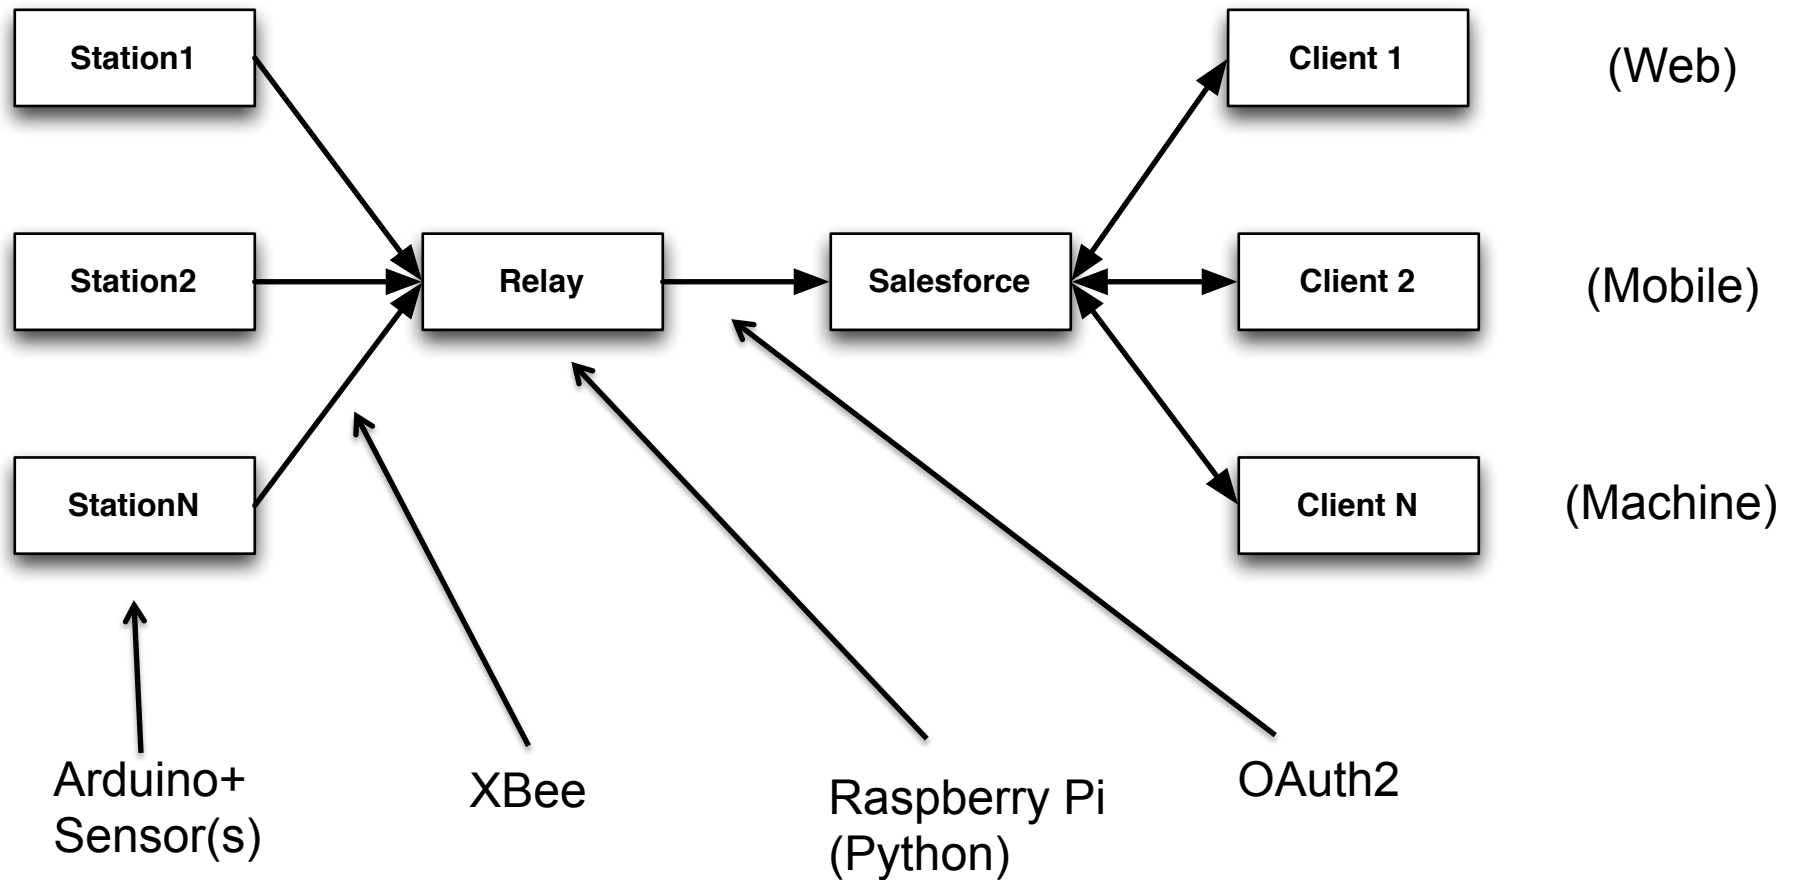 Station1
Client 1
(Web)
Station2
Relay
Salesforce
Client 2
(Mobile)
StationN
Client N
(Machine)
Arduino+
Sensor(s)
XBee
Raspberry Pi
(Python)
OAuth2